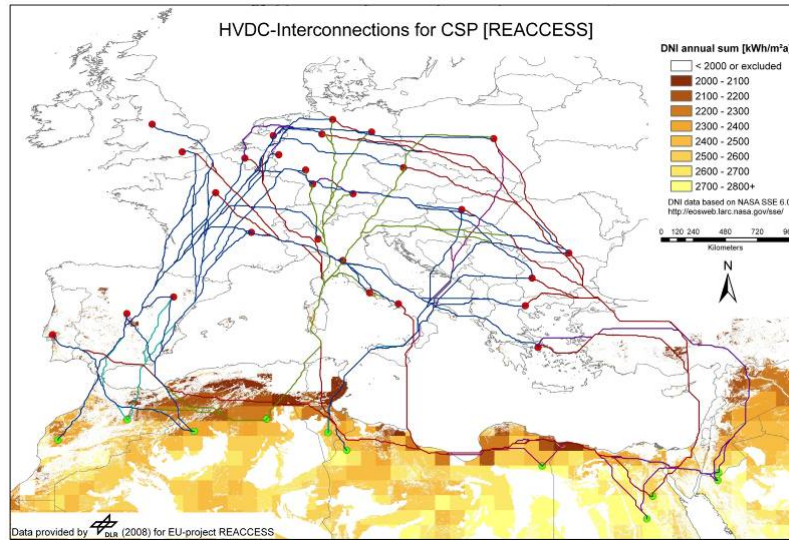 HVDC-Interconnections for CSP [REACCESS]
DNI annual sum [kWh/m²a]
< 2000 or excluded
2000 - 2100
2100 - 2200
2200 - 2300
2300 - 2400
2400 - 2500
2500 - 2600
2600 - 2700
2700 - 2800+
DNI data based on NASA SSE 6.0
http://eosweb.larc.nasa.gov/sse/
0 120 240 480 720 960
Kilometers
N
Data provided by DLR (2008) for EU-project REACCESS